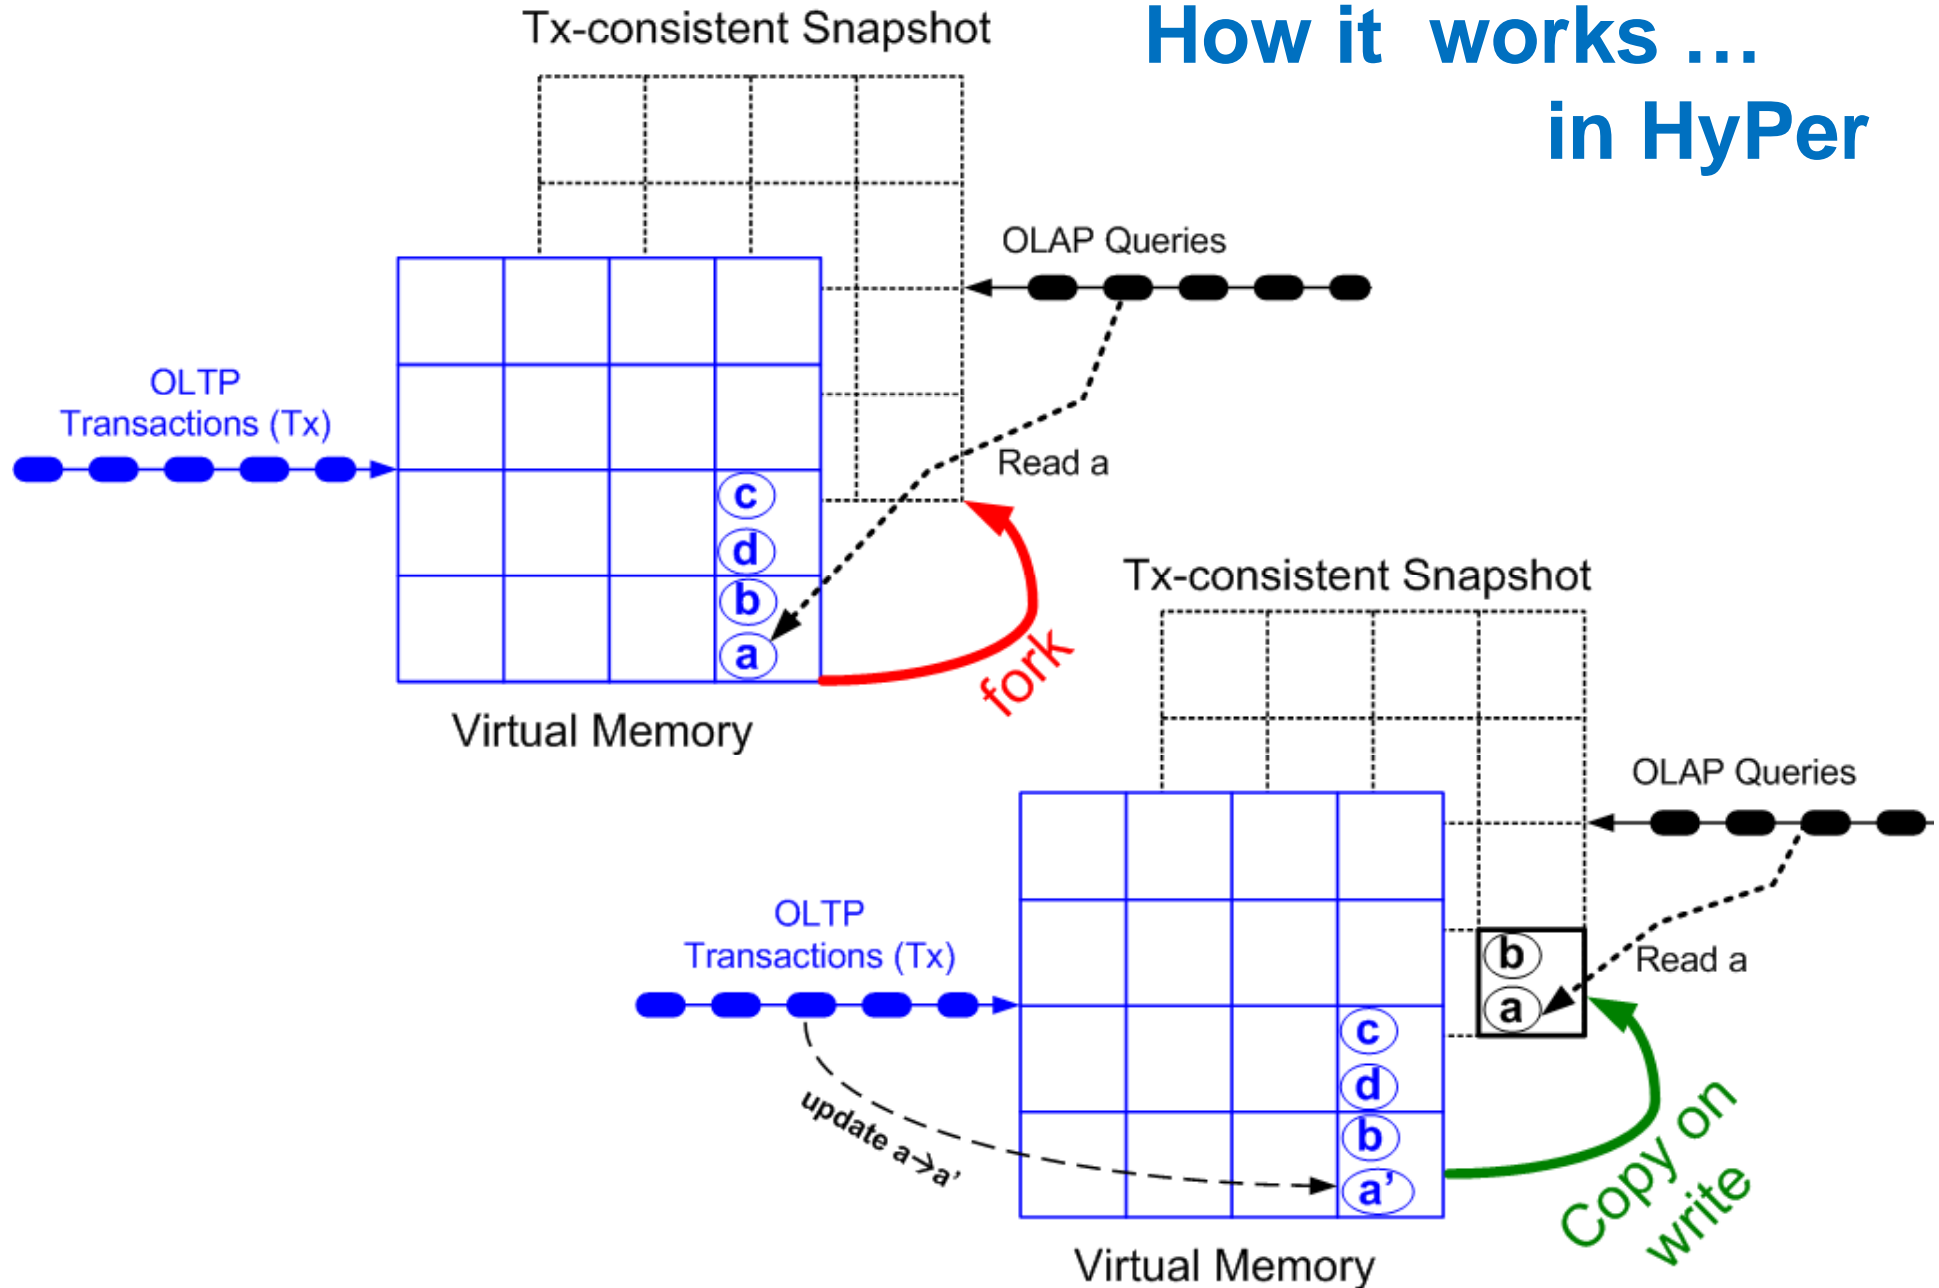 How it works ...
in HyPer
Tx-consistent Snapshot
OLAP Queries
OLTP
Transactions (Tx)
Read a
c
d
b
a
fork
Virtual Memory
Tx-consistent Snapshot
OLAP Queries
OLTP
Transactions (Tx)
b
a
Read a
c
d
b
a’
update a→a’
Copy on
write
Virtual Memory